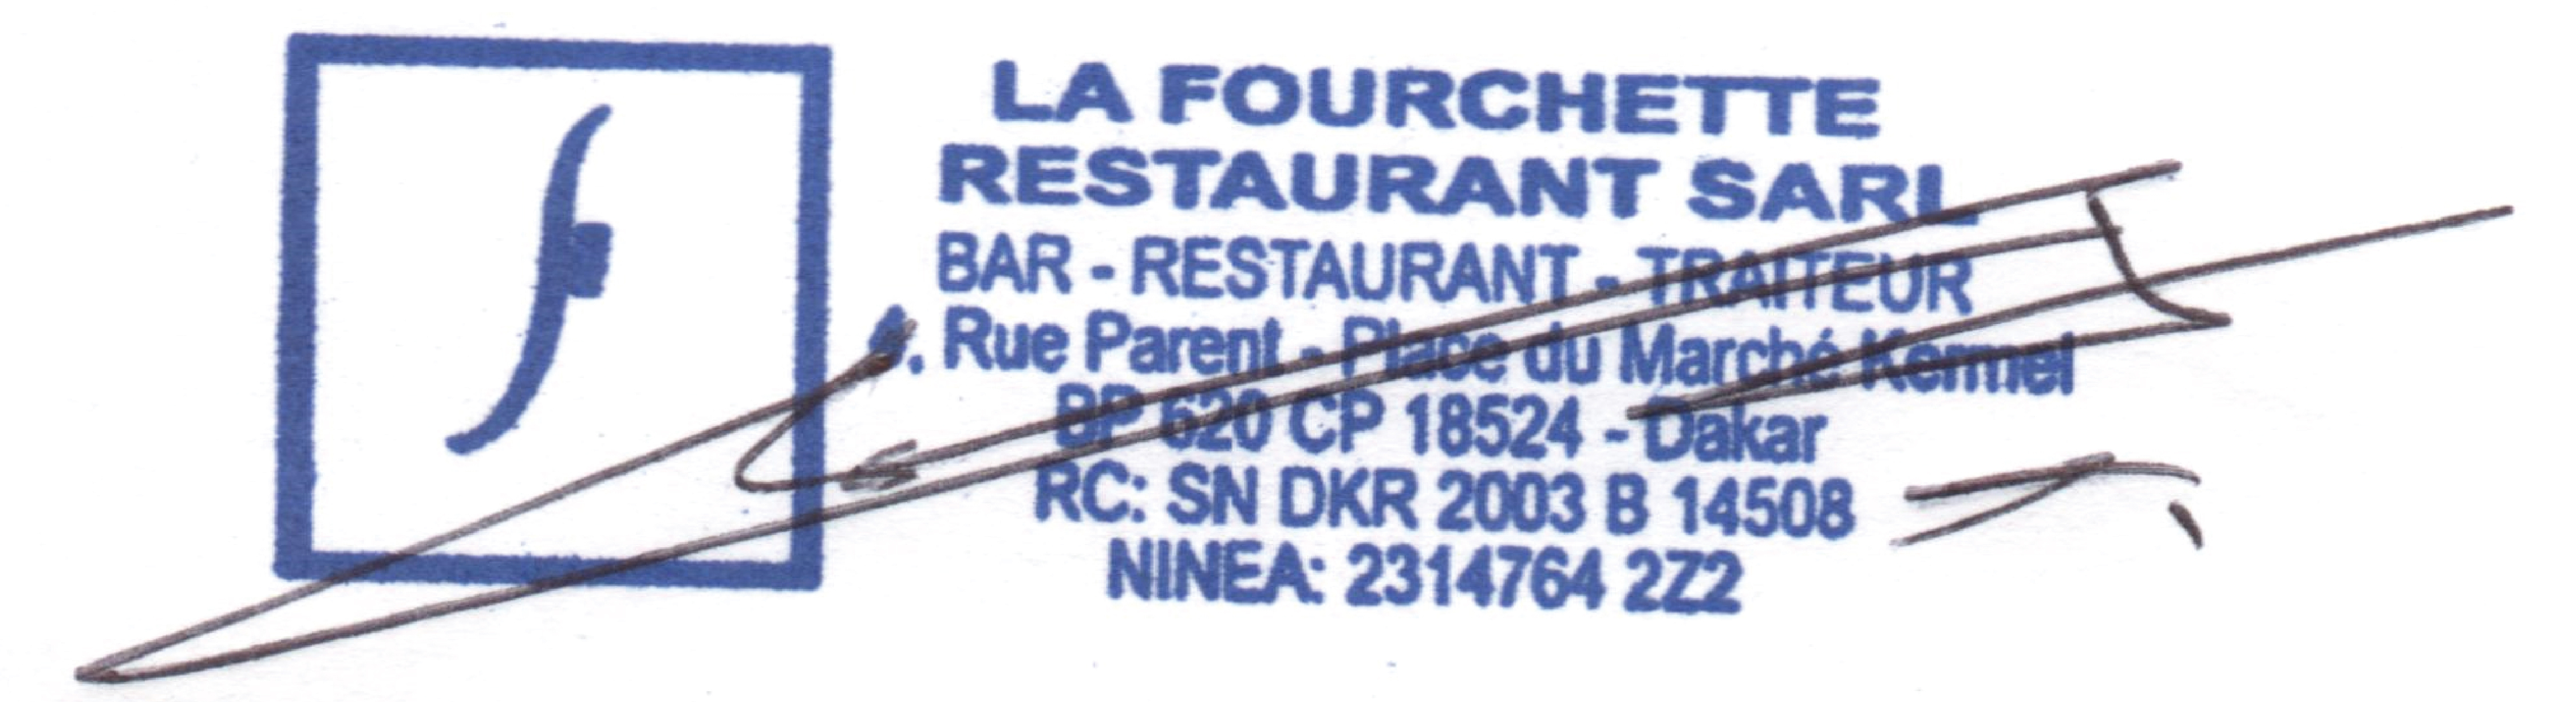 f
LA FOURCHETTE
RESTAURANT SARL
BAR - RESTAURANT - TRAITEUR
, Rue Parent - Place du Marché Kermel
BP 620 CP 18524 - Dakar
RC: SN DKR 2003 B 14508
NINEA: 2314764 2Z2